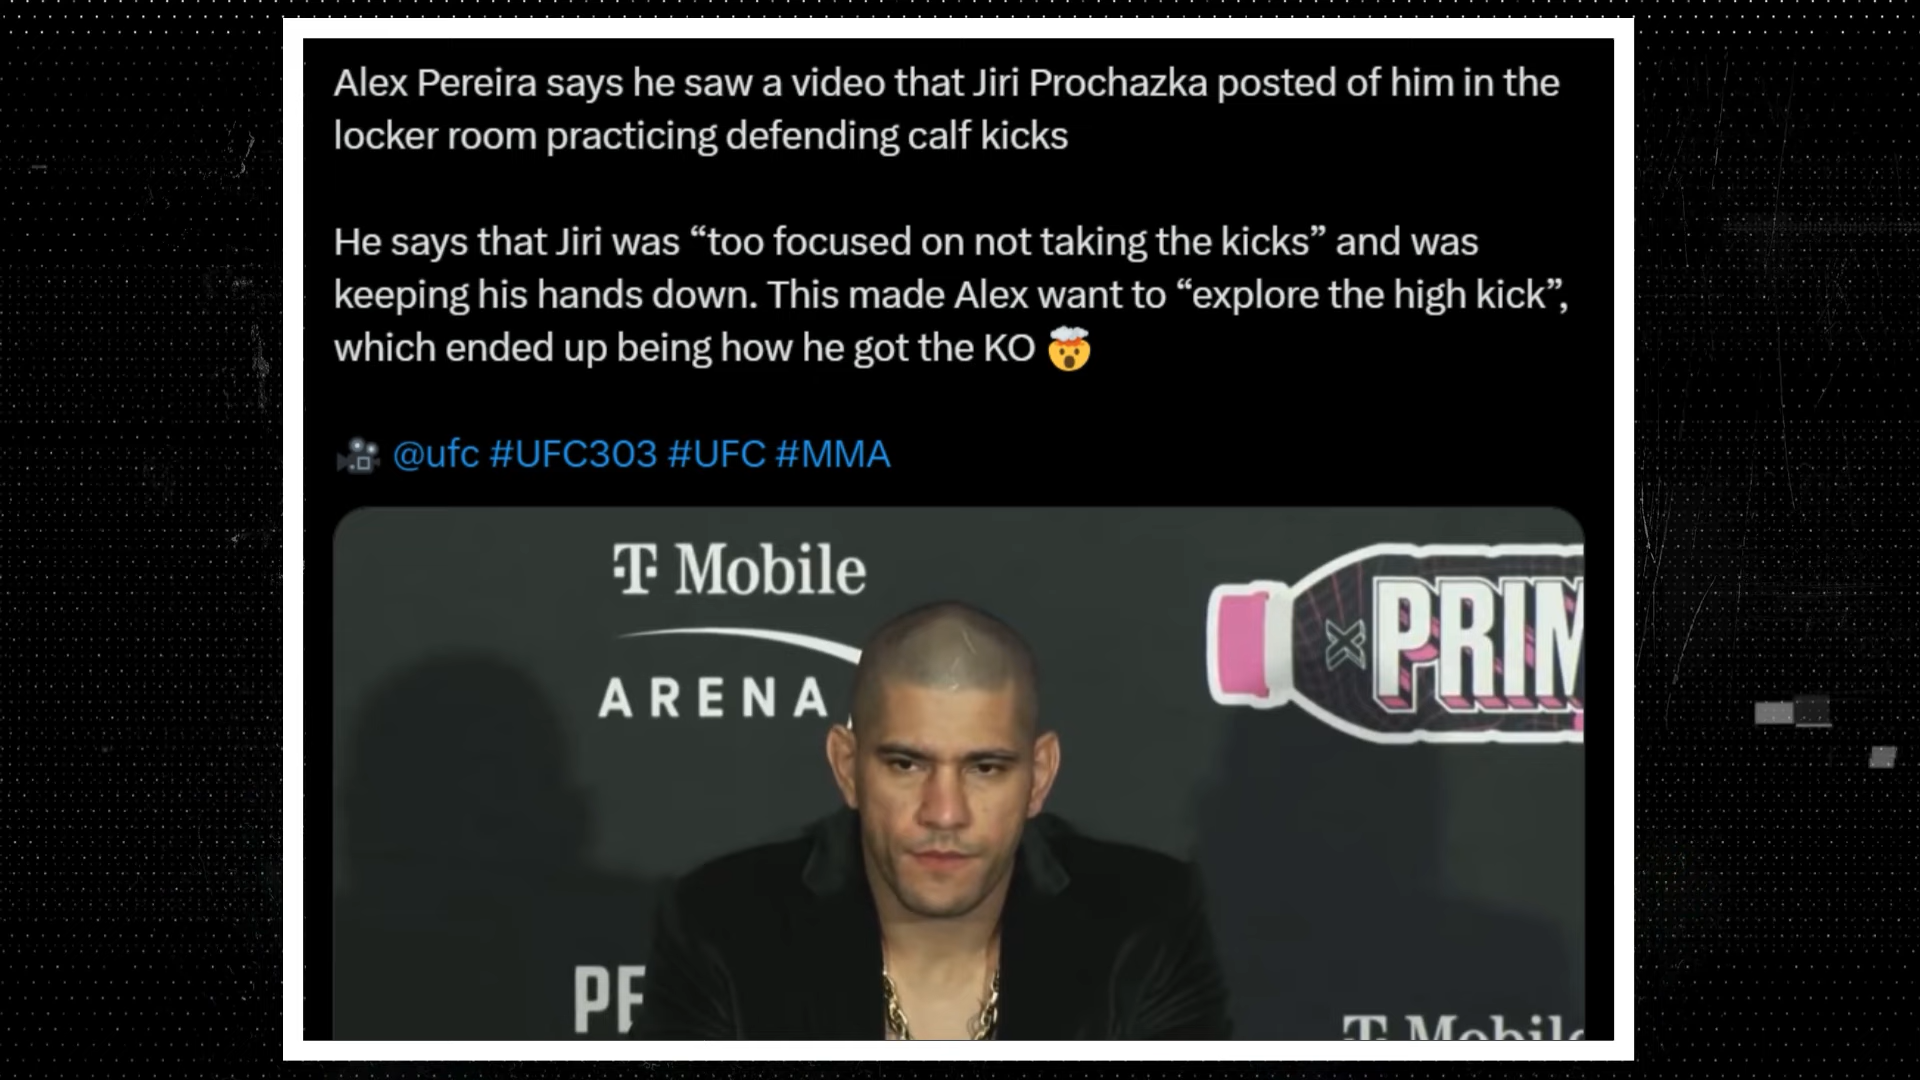 Alex Pereira says he saw a video that Jiri Prochazka posted of him in the
locker room practicing defending calf kicks
He says that Jiri was “too focused on not taking the kicks” and was
keeping his hands down. This made Alex want to “explore the high kick”,
which ended up being how he got the KO 🤯
🎥 @ufc #UFC303 #UFC #MMA
T Mobile
ARENA
X PRIM
PE
T Mobile